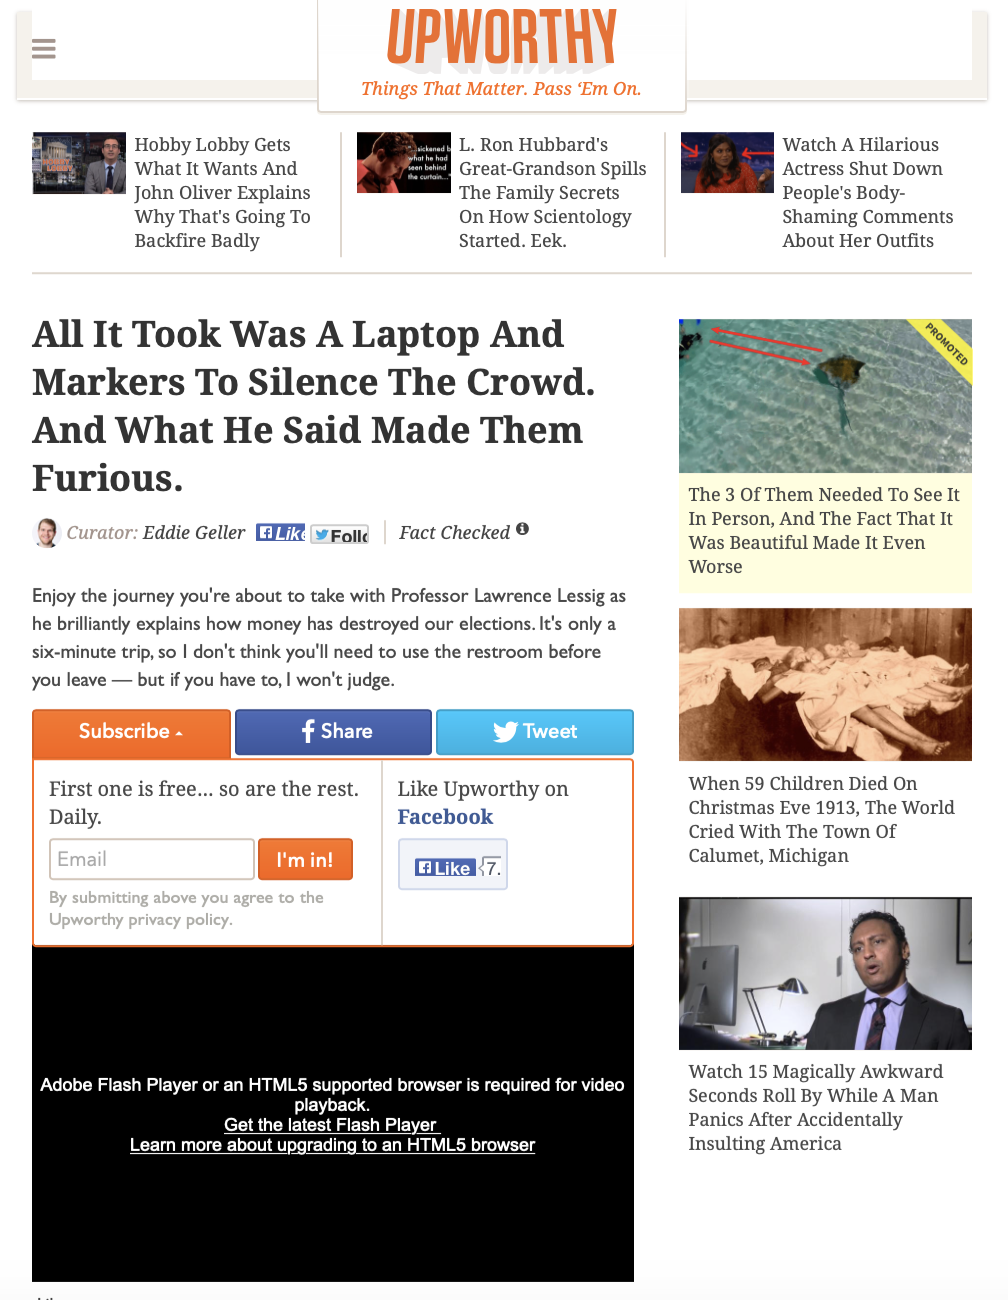 UPWORTHY
Things That Matter. Pass ‘Em On.
HOBBY LOBBY
Hobby Lobby Gets
What It Wants And
John Oliver Explains
Why That's Going To
Backfire Badly
...sickened b
what he had
seen behind
the curtain..."
L. Ron Hubbard's
Great-Grandson Spills
The Family Secrets
On How Scientology
Started. Eek.
Watch A Hilarious
Actress Shut Down
People's Body-
Shaming Comments
About Her Outfits
All It Took Was A Laptop And
Markers To Silence The Crowd.
And What He Said Made Them
Furious.
Curator: Eddie Geller Like Follo Fact Checked
Enjoy the journey you're about to take with Professor Lawrence Lessig as
he brilliantly explains how money has destroyed our elections. It's only a
six-minute trip, so I don't think you'll need to use the restroom before
you leave — but if you have to, I won't judge.
Subscribe
Share
Tweet
First one is free... so are the rest.
Daily.
Email
I'm in!
By submitting above you agree to the
Upworthy privacy policy.
Like Upworthy on
Facebook
Like 7.
Adobe Flash Player or an HTML5 supported browser is required for video
playback.
Get the latest Flash Player
Learn more about upgrading to an HTML5 browser
PROMOTED
The 3 Of Them Needed To See It
In Person, And The Fact That It
Was Beautiful Made It Even
Worse
When 59 Children Died On
Christmas Eve 1913, The World
Cried With The Town Of
Calumet, Michigan
Watch 15 Magically Awkward
Seconds Roll By While A Man
Panics After Accidentally
Insulting America